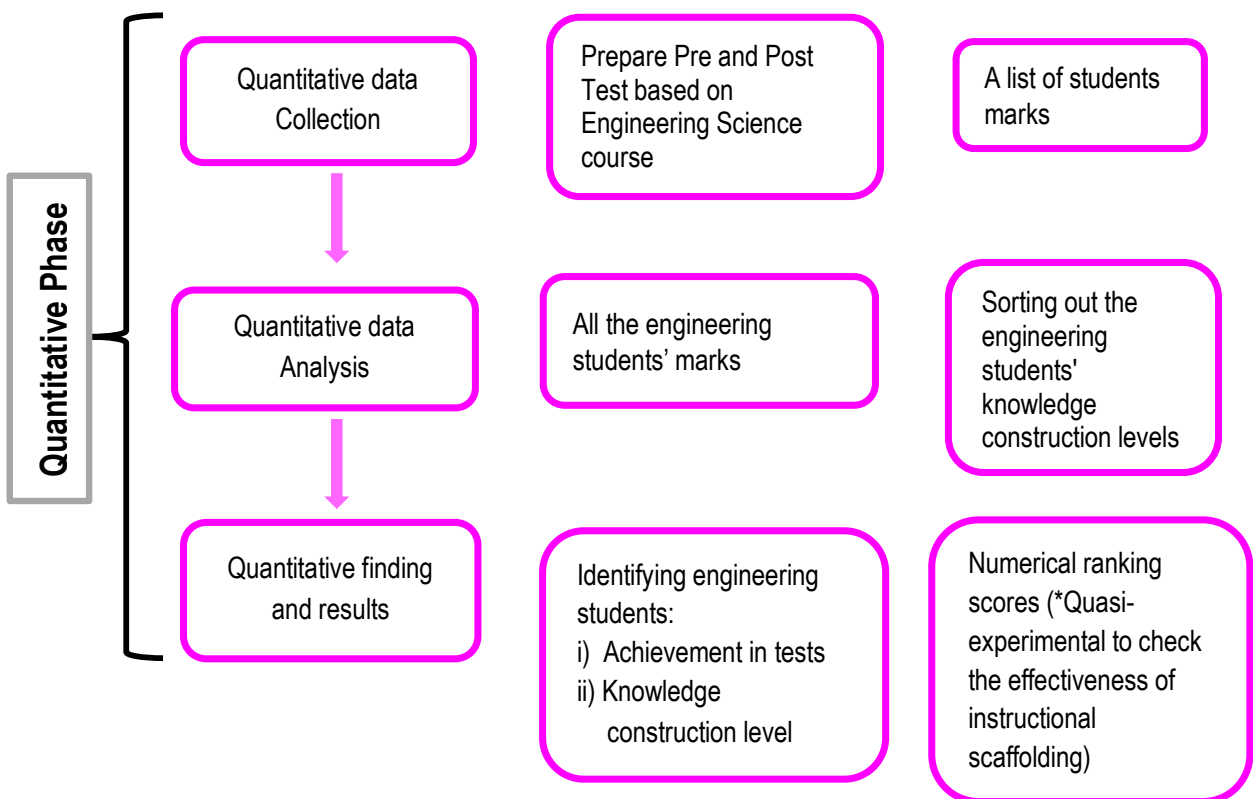 Quantitative Phase
Quantitative data
Collection
Prepare Pre and Post
Test based on
Engineering Science
course
A list of students
marks
Quantitative data
Analysis
All the engineering
students’ marks
Sorting out the
engineering
students'
knowledge
construction levels
Quantitative finding
and results
Identifying engineering
students:
i) Achievement in tests
ii) Knowledge
construction level
Numerical ranking
scores (*Quasi-
experimental to check
the effectiveness of
instructional
scaffolding)